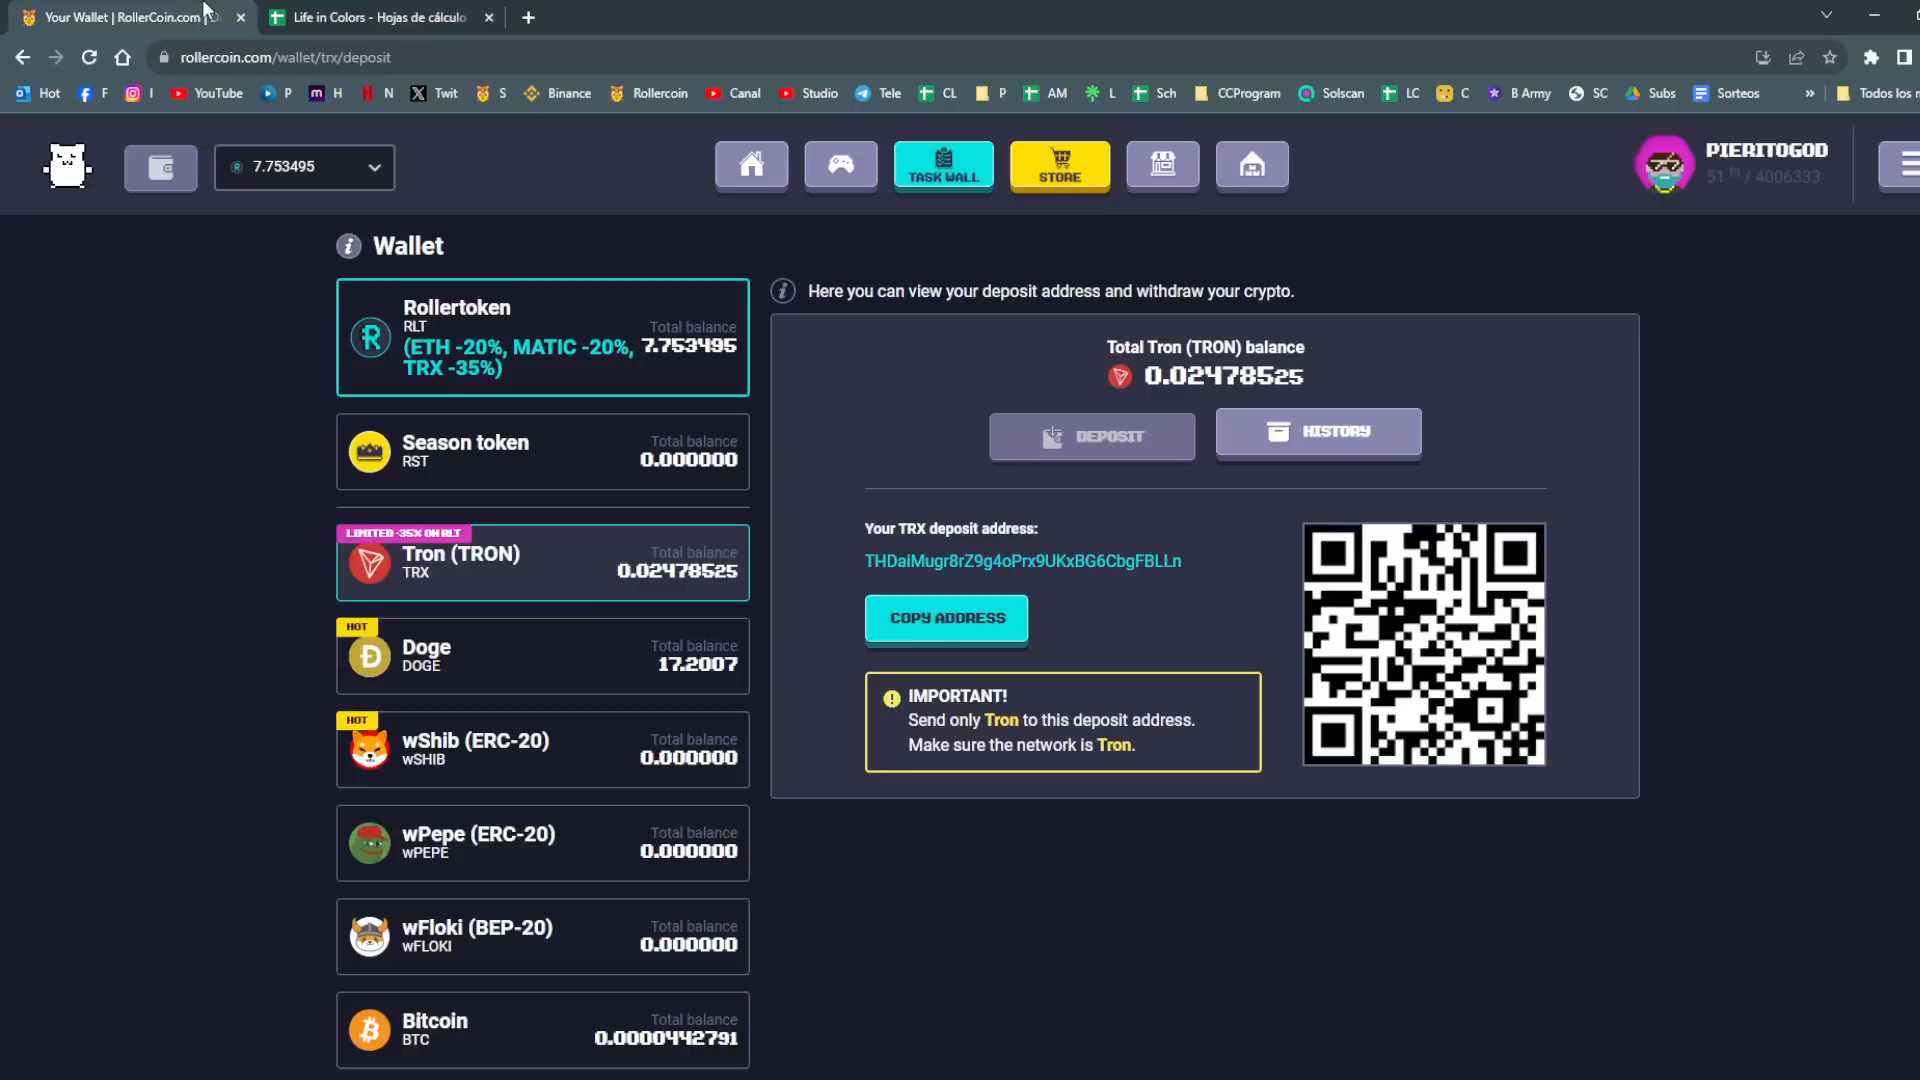 Your Wallet | RollerCoin.com |
Life in Colors - Hojas de cálculo
rollercoin.com/wallet/trx/deposit
Hot F I YouTube P H N Twit S Binance Rollercoin Canal Studio Tele CL P AM L Sch CCProgram Solscan LC C B Army SC Subs Sorteos » Todos los
7.753495
TASK WALL
STORE
PIERITOGOD
51 th / 4006333
Wallet
Rollertoken
RLT
(ETH -20%, MATIC -20%,
TRX -35%)
Total balance
7.753495
Season token
RST
Total balance
0.000000
LIMITED -35% ON RLT
Tron (TRON)
TRX
Total balance
0.02478525
HOT
Doge
DOGE
Total balance
17.2007
HOT
wShib (ERC-20)
wSHIB
Total balance
0.000000
wPepe (ERC-20)
wPEPE
Total balance
0.000000
wFloki (BEP-20)
wFLOKI
Total balance
0.000000
Bitcoin
BTC
Total balance
0.0000442791
Here you can view your deposit address and withdraw your crypto.
Total Tron (TRON) balance
0.02478525
DEPOSIT
HISTORY
Your TRX deposit address:
THDaiMugr8rZ9g4oPrx9UKxBG6CbgFBLLn
COPY ADDRESS
IMPORTANT!
Send only Tron to this deposit address.
Make sure the network is Tron.